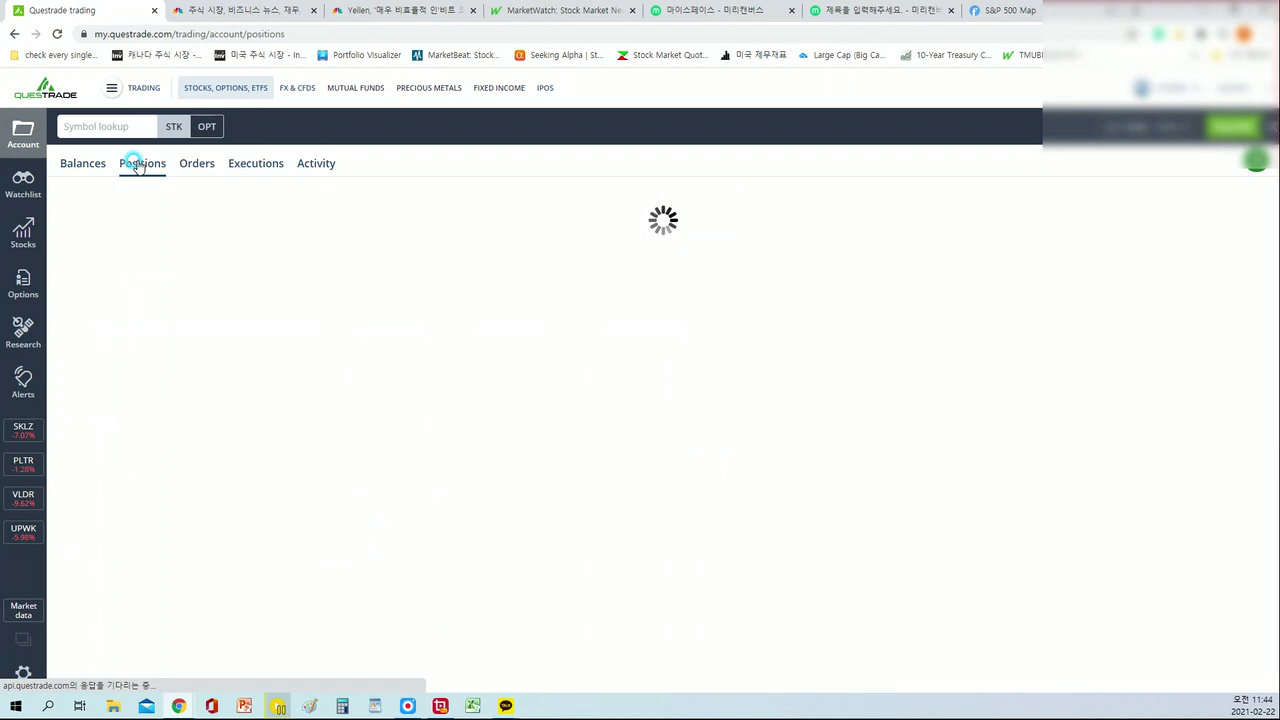 Questrade trading
주식 시장, 비즈니스 뉴스, 재무
Yellen, '매우 비효율적 인'비트
MarketWatch: Stock Market Ne
마이스페이스 - 미리캔버스
제목을 입력해주세요. - 미리캔버
S&P 500 Map
my.questrade.com/trading/account/positions
check every single...
캐나다 주식 시장 -...
미국 주식 시장 - In...
Portfolio Visualizer
MarketBeat: Stock...
Seeking Alpha | St...
Stock Market Quot...
미국 재무재표
Large Cap (Big Ca...
10-Year Treasury C...
TMUB
QUESTRADE
TRADING
STOCKS, OPTIONS, ETFS
FX & CFDS
MUTUAL FUNDS
PRECIOUS METALS
FIXED INCOME
IPOS
Account
Symbol lookup
STK
OPT
Balances
Positions
Orders
Executions
Activity
Watchlist
Stocks
Options
Research
Alerts
SKLZ
-7.07%
PLTR
-1.28%
VLDR
-9.62%
UPWK
-5.98%
Market
data
api.questrade.com의 응답을 기다리는 중...
오전 11:44
2021-02-22